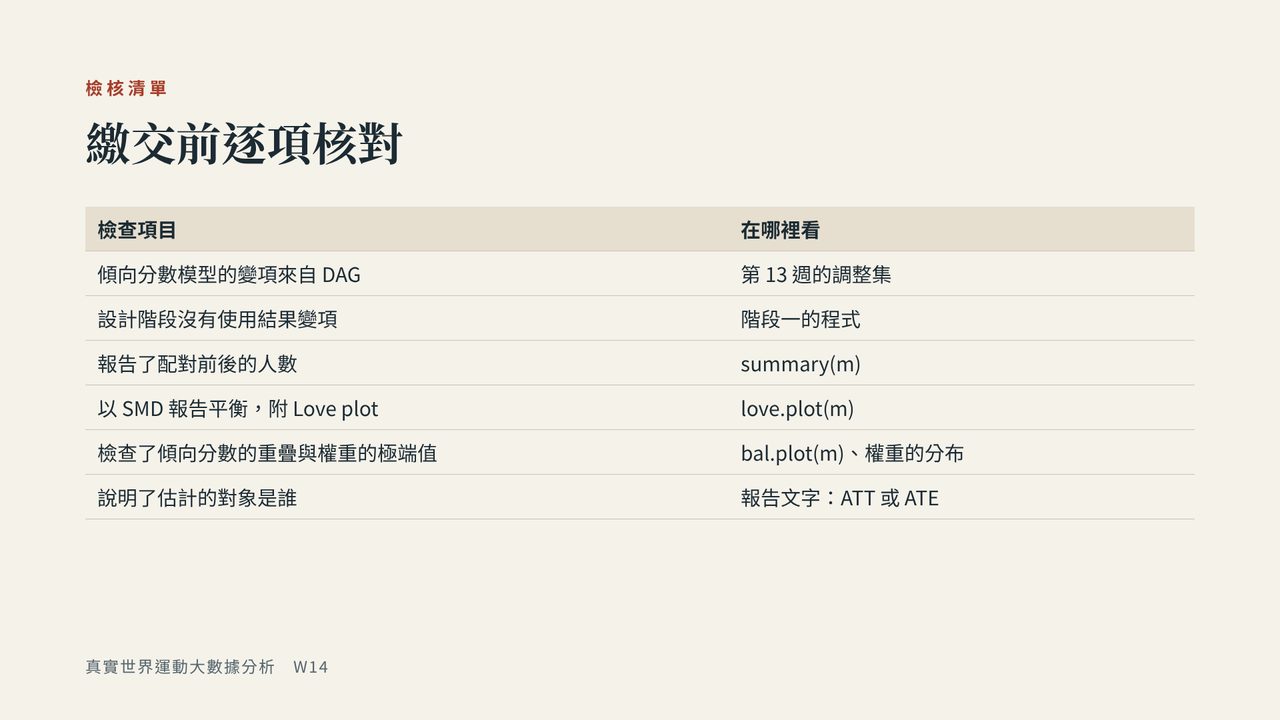 檢核清單
繳交前逐項核對
檢查項目 在哪裡看
傾向分數模型的變項來自 DAG 第 13 週的調整集
設計階段沒有使用結果變項 階段一的程式
報告了配對前後的人數 summary(m)
以 SMD 報告平衡，附 Love plot love.plot(m)
檢查了傾向分數的重疊與權重的極端值 bal.plot(m)、權重的分布
說明了估計的對象是誰 報告文字：ATT 或 ATE
真實世界運動大數據分析 W14